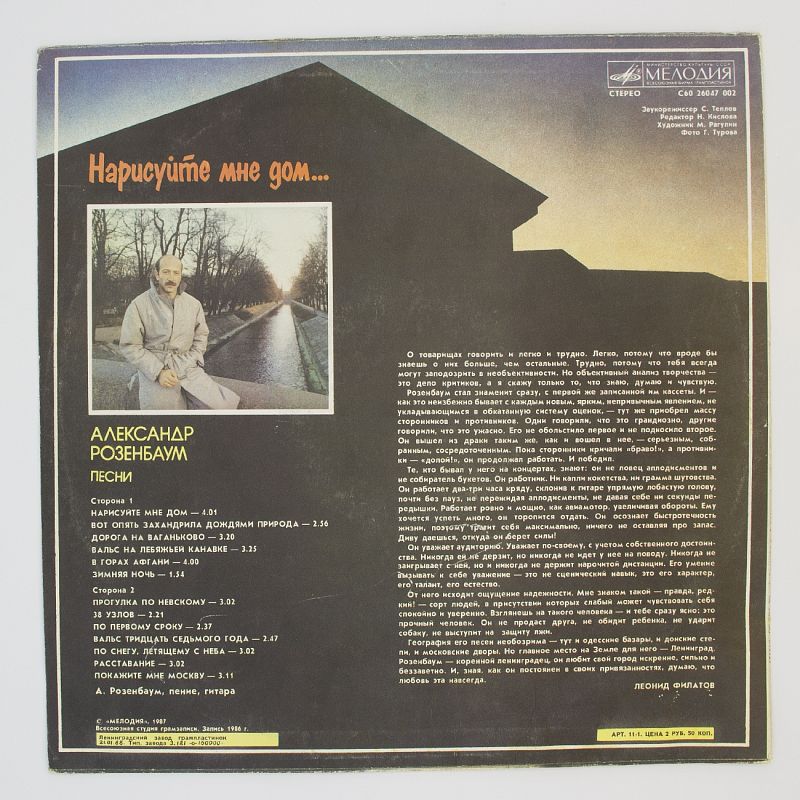 МИНИСТЕРСТВО КУЛЬТУРЫ СССР
МЕЛОДИЯ
ВСЕСОЮЗНАЯ ФИРМА ГРАМПЛАСТИНОК
СТЕРЕО С60 26047 002
Звукорежиссер С. Теплов
Редактор Н. Кислова
Художник М. Рагулин
Фото Г. Турова
Нарисуйте мне дом...
АЛЕКСАНДР
РОЗЕНБАУМ
ПЕСНИ
Сторона 1
НАРИСУЙТЕ МНЕ ДОМ — 4.01
ВОТ ОПЯТЬ ЗАХАНДРИЛА ДОЖДЯМИ ПРИРОДА — 2.56
ДОРОГА НА ВАГАНЬКОВО — 3.20
ВАЛЬС НА ЛЕБЯЖЬЕЙ КАНАВКЕ — 3.25
В ГОРАХ АФГАНИ — 4.00
ЗИМНЯЯ НОЧЬ — 1.54
Сторона 2
ПРОГУЛКА ПО НЕВСКОМУ — 3.02
38 УЗЛОВ — 2.21
ПО ПЕРВОМУ СРОКУ — 2.37
ВАЛЬС ТРИДЦАТЬ СЕДЬМОГО ГОДА — 2.47
ПО СНЕГУ, ЛЕТЯЩЕМУ С НЕБА — 3.02
РАССТАВАНИЕ — 3.02
ПОКАЖИТЕ МНЕ МОСКВУ — 3.11
А. Розенбаум, пение, гитара
О товарищах говорить и легко и трудно. Легко, потому что вроде бы
знаешь о них больше, чем остальные. Трудно, потому что тебя всегда
могут заподозрить в необъективности. Но объективный анализ творчества —
это дело критиков, а я скажу только то, что знаю, думаю и чувствую.
Розенбаум стал знаменит сразу, с первой же записанной им кассеты. И —
как это неизбежно бывает с каждым новым, ярким, непривычным явлением, не
укладывающимся в обкатанную систему оценок, — тут же приобрел массу
сторонников и противников. Одни говорили, что это грандиозно, другие
говорили, что это ужасно. Его не обольстило первое и не подкосило второе.
Он вышел из драки таким же, как и вошел в нее, — серьезным, соб-
ранным, сосредоточенным. Пока сторонники кричали «браво!», а противни-
ки — «долой!», он продолжал работать. И победил.
Те, кто бывал у него на концертах, знают: он не ловец аплодисментов и
не собиратель букетов. Он работник. Ни капли кокетства, ни грамма шутовства.
Он работает два-три часа кряду, склонив к гитаре упрямую лобастую голову,
почти без пауз, не пережидая аплодисменты, не давая себе ни секунды пе-
редышки. Работает ровно и мощно, как авиамотор, увеличивая обороты. Ему
хочется успеть много, он торопится отдать. Он осознает быстротечность
жизни, поэтому тратит себя максимально, ничего не оставляя про запас.
Диву даешься, откуда он берет силы!
Он уважает аудиторию. Уважает по-своему, с учетом собственного достоин-
ства. Никогда ей не дерзит, но никогда не идет у нее на поводу. Никогда не
заигрывает с ней, но и никогда не держит нарочитой дистанции. Его умение
вызывать к себе уважение — это не сценический навык, это его характер,
его талант, его естество.
От него исходит ощущение надежности. Мне знаком такой — правда, ред-
кий! — сорт людей, в присутствии которых слабый может чувствовать себя
спокойно и уверенно. Взглянешь на такого человека — и тебе сразу ясно: это
прочный человек. Он не продаст друга, не обидит ребенка, не ударит
собаку, не выступит на защиту лжи.
География его песен необозрима — тут и одесские базары, и донские сте-
пи, и московские дворы. Но главное место на Земле для него — Ленинград.
Розенбаум — коренной ленинградец, он любит свой город искренне, сильно и
беззаветно. И, зная, как он постоянен в своих привязанностях, думаю, что
любовь эта навсегда.
ЛЕОНИД ФИЛАТОВ
© «МЕЛОДИЯ», 1987
Всесоюзная студия грамзаписи. Запись 1986 г.
Ленинградский завод грампластинок
Тип. завода
АРТ. 11-1. ЦЕНА 2 РУБ. 50 КОП.